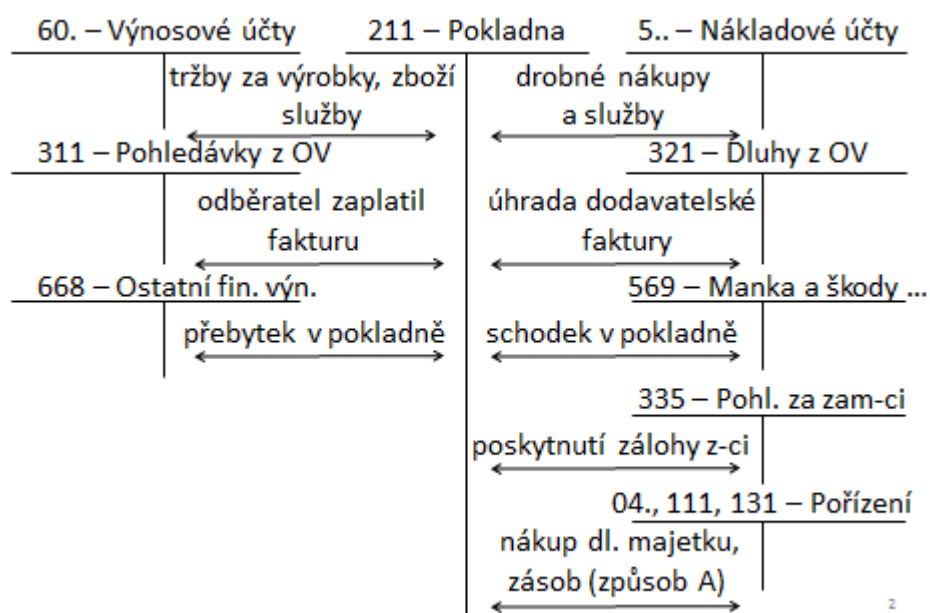 60. – Výnosové účty
211 – Pokladna
5.. – Nákladové účty
tržby za výrobky, zboží
služby
drobné nákupy
a služby
311 – Pohledávky z OV
321 – Dluhy z OV
odběratel zaplatil
fakturu
úhrada dodavatelské
faktury
668 – Ostatní fin. výn.
569 – Manka a škody ...
přebytek v pokladně
schodek v pokladně
335 – Pohl. za zam-ci
poskytnutí zálohy z-ci
04., 111, 131 – Pořízení
nákup dl. majetku,
zásob (způsob A)
2